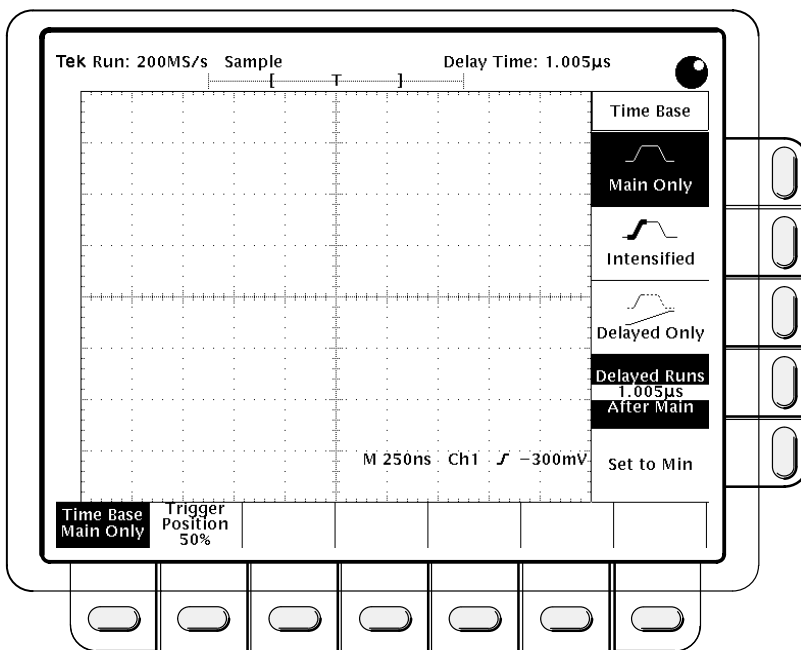 Tek Run: 200MS/s Sample Delay Time: 1.005µs
[ T ]
Time Base
Main Only
Intensified
Delayed Only
Delayed Runs
1.005µs
After Main
M 250ns Ch1 −300mV
Set to Min
Time Base
Main Only
Trigger
Position
50%